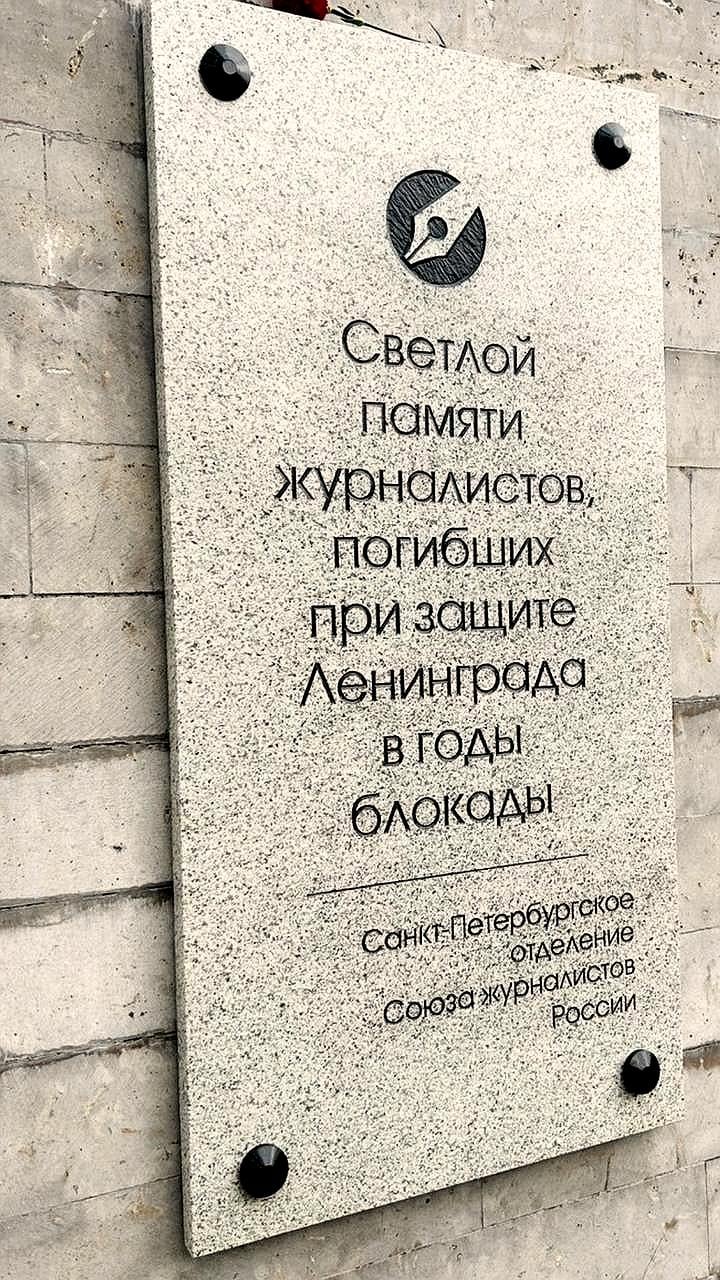 Светлой
памяти
журналистов,
погибших
при защите
Ленинграда
в годы
блокады
Санкт-Петербургское
отделение
Союза журналистов
России